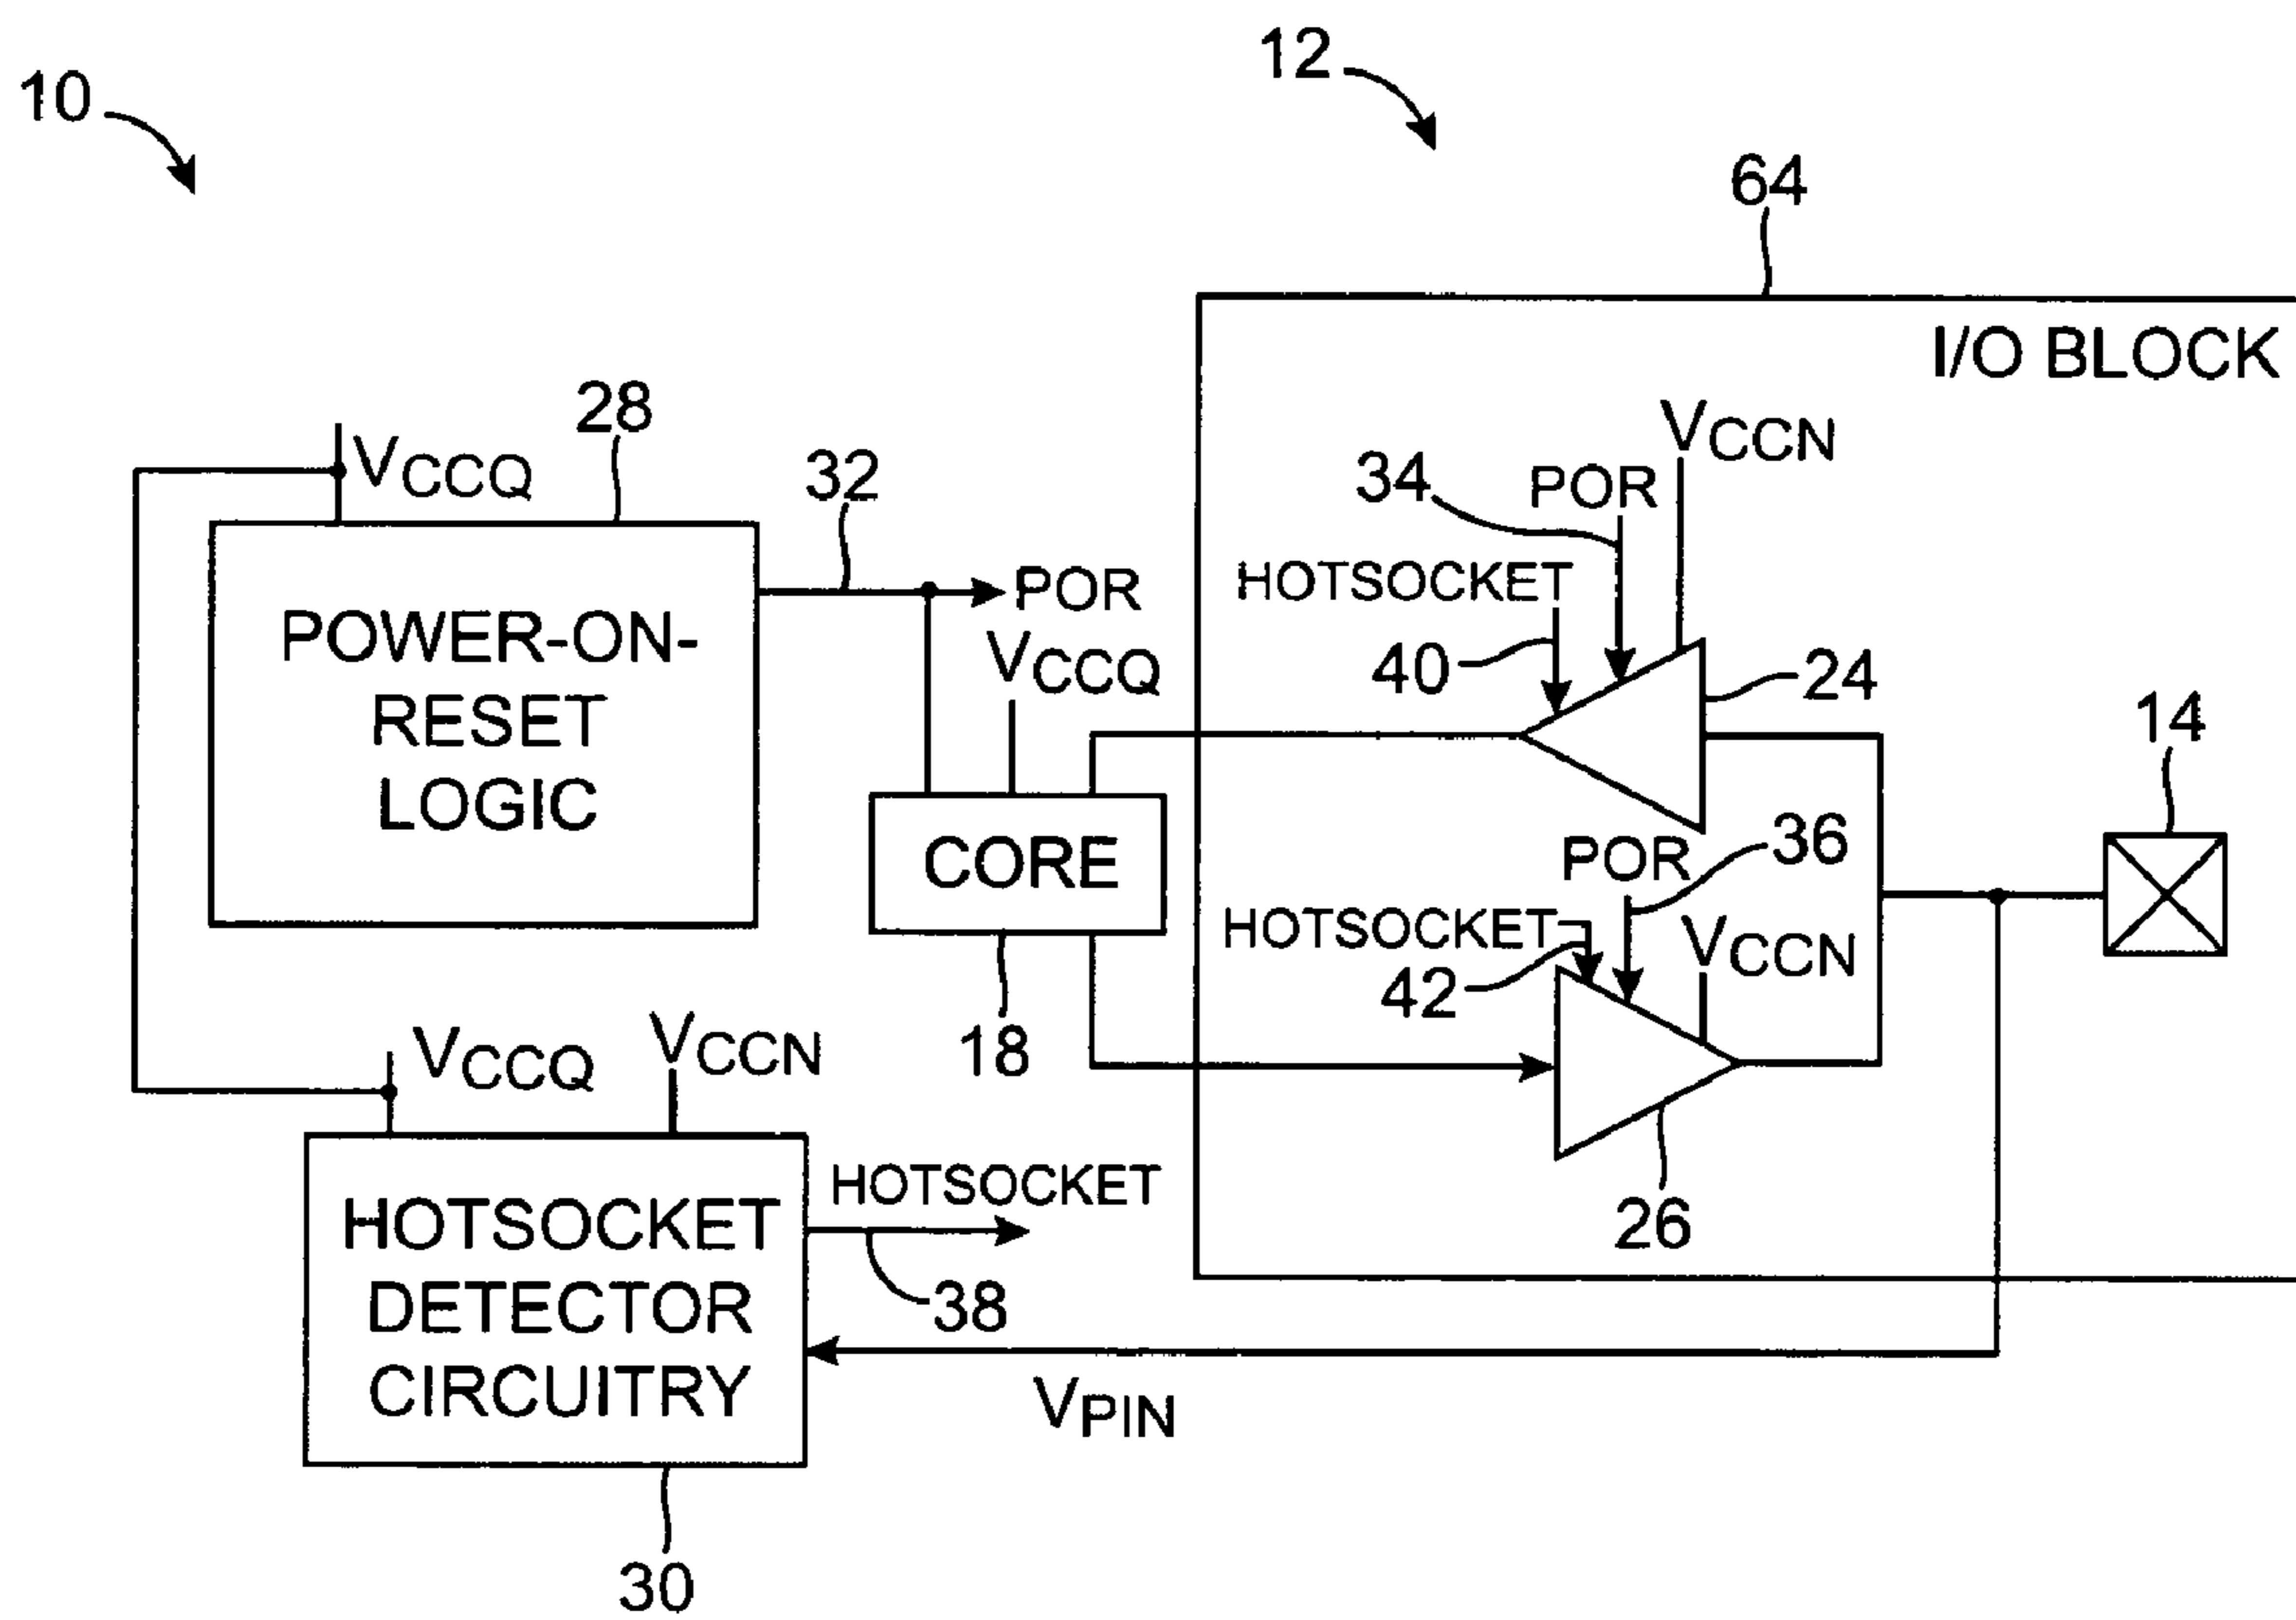 10
12
64
I/O BLOCK
28
VCCQ
32
34
POR
VCCN
POWER-ON-
RESET
LOGIC
POR
HOTSOCKET
40
24
VCCQ
14
CORE
POR
36
HOTSOCKET
42
VCCN
18
VCCQ
VCCN
26
HOTSOCKET
DETECTOR
CIRCUITRY
HOTSOCKET
38
VPIN
30